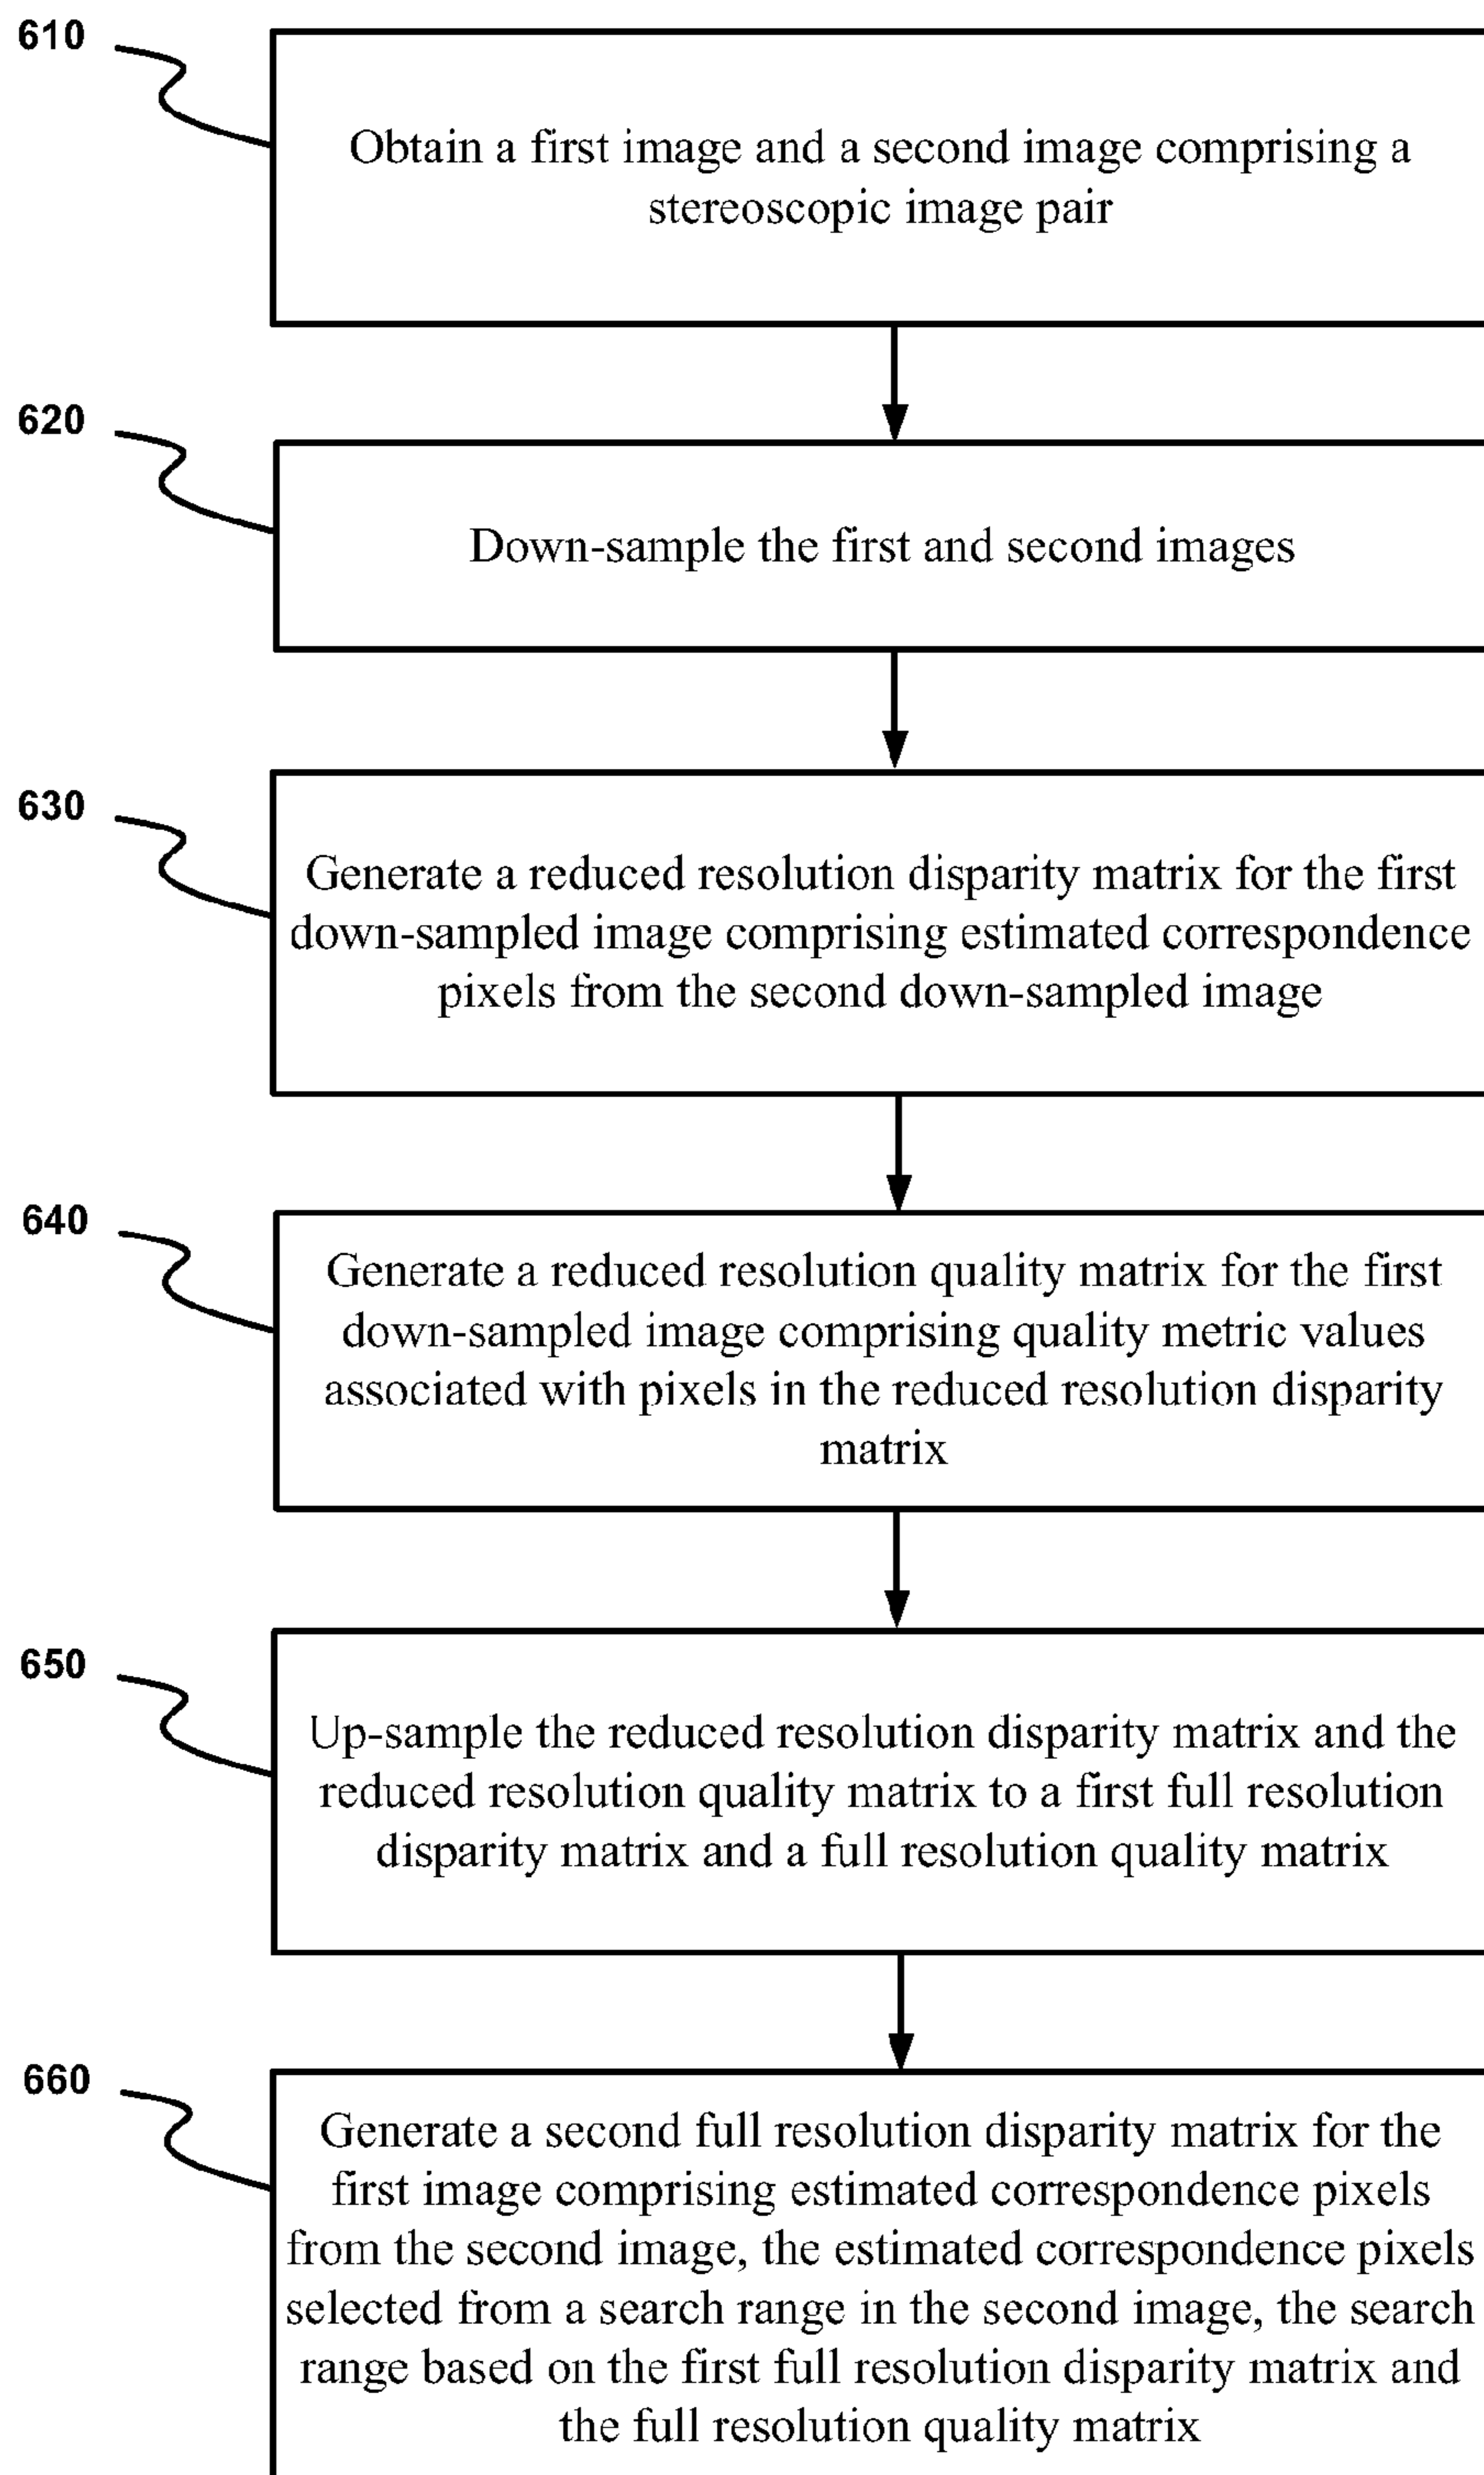 610
Obtain a first image and a second image comprising a
stereoscopic image pair
620
Down-sample the first and second images
630
Generate a reduced resolution disparity matrix for the first
down-sampled image comprising estimated correspondence
pixels from the second down-sampled image
640
Generate a reduced resolution quality matrix for the first
down-sampled image comprising quality metric values
associated with pixels in the reduced resolution disparity
matrix
650
Up-sample the reduced resolution disparity matrix and the
reduced resolution quality matrix to a first full resolution
disparity matrix and a full resolution quality matrix
660
Generate a second full resolution disparity matrix for the
first image comprising estimated correspondence pixels
from the second image, the estimated correspondence pixels
selected from a search range in the second image, the search
range based on the first full resolution disparity matrix and
the full resolution quality matrix